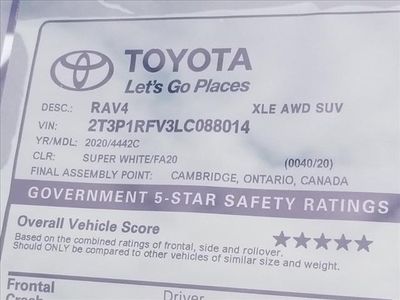 TOYOTA
Let's Go Places
DESC.: RAV4 XLE AWD SUV
VIN: 2T3P1RFV3LC088014
YR/MDL: 2020/4442C
CLR: SUPER WHITE/FA20 (0040/20)
FINAL ASSEMBLY POINT: CAMBRIDGE, ONTARIO, CANADA
GOVERNMENT 5-STAR SAFETY RATINGS
Overall Vehicle Score ★★★★★
Based on the combined ratings of frontal, side and rollover.
Should ONLY be compared to other vehicles of similar size and weight.
Frontal Driver
Crash